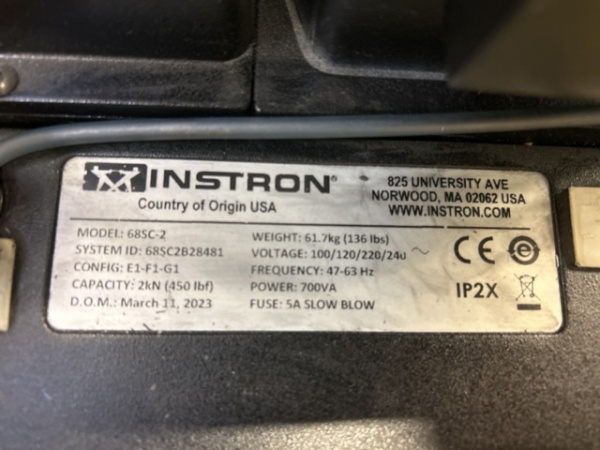 INSTRON®
Country of Origin USA
825 UNIVERSITY AVE
NORWOOD, MA 02062 USA
WWW.INSTRON.COM
MODEL: 68SC-2
SYSTEM ID: 68SC2B28481
CONFIG: E1-F1-G1
CAPACITY: 2kN (450 lbf)
D.O.M.: March 11, 2023
WEIGHT: 61.7kg (136 lbs)
VOLTAGE: 100/120/220/240 ~
FREQUENCY: 47-63 Hz
POWER: 700VA
FUSE: 5A SLOW BLOW
CE
IP2X